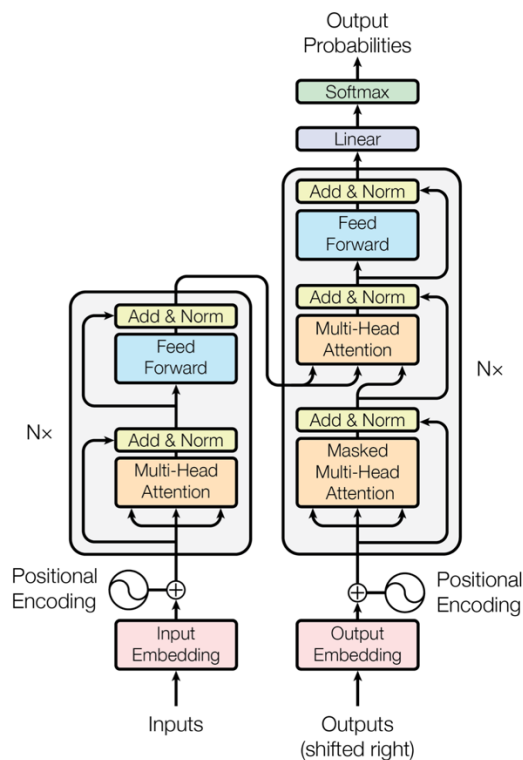 Output
Probabilities
Softmax
Linear
Add & Norm
Feed
Forward
Add & Norm
Multi-Head
Attention
Add & Norm
Masked
Multi-Head
Attention
N×
Add & Norm
Feed
Forward
Add & Norm
Multi-Head
Attention
N×
Positional
Encoding
Positional
Encoding
Input
Embedding
Output
Embedding
Inputs
Outputs
(shifted right)